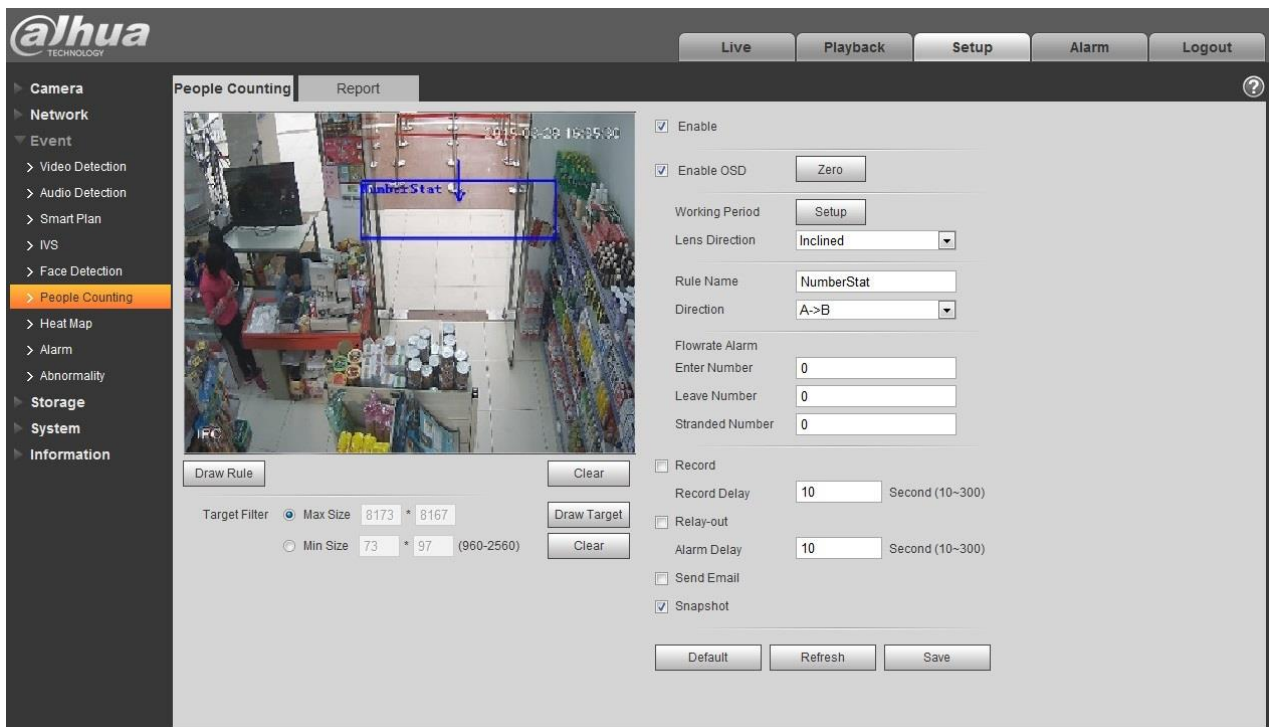 alhua
TECHNOLOGY
Live Playback Setup Alarm Logout
Camera
Network
Event
Video Detection
Audio Detection
Smart Plan
IVS
Face Detection
People Counting
Heat Map
Alarm
Abnormality
Storage
System
Information
People Counting Report
?
NumberStat
IPC
Draw Rule Clear
Target Filter Max Size 8173 * 8167 Draw Target
Min Size 73 * 97 (960-2560) Clear
Enable
Enable OSD Zero
Working Period Setup
Lens Direction Inclined
Rule Name NumberStat
Direction A->B
Flowrate Alarm
Enter Number 0
Leave Number 0
Stranded Number 0
Record
Record Delay 10 Second (10~300)
Relay-out
Alarm Delay 10 Second (10~300)
Send Email
Snapshot
Default Refresh Save